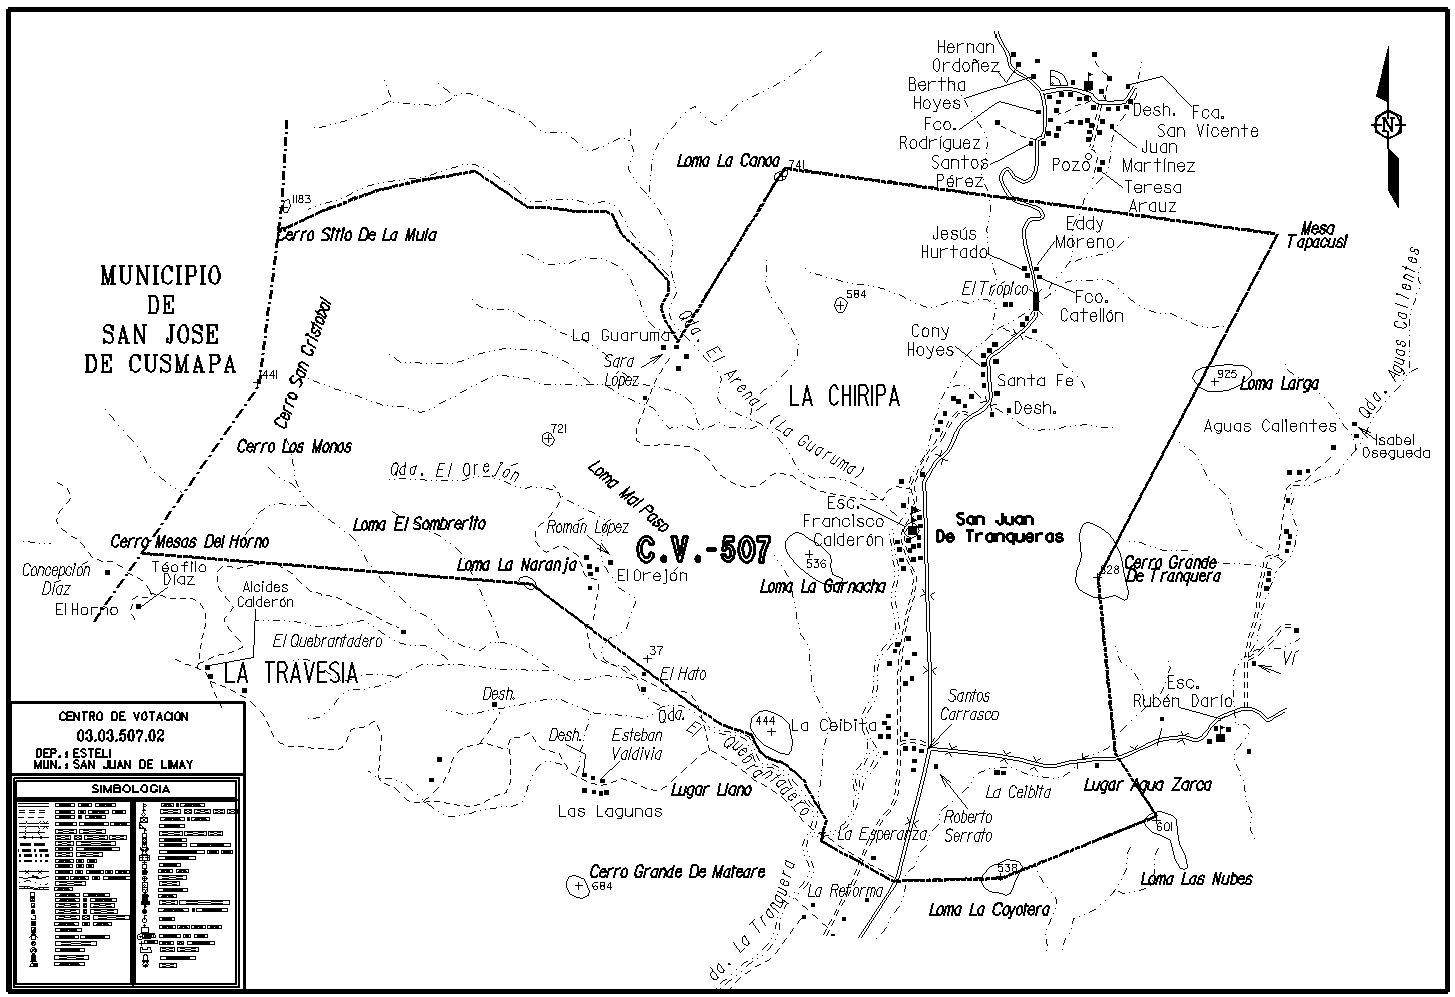 Hernan
Ordoñez
Bertha
Hoyes
Fco.
Rodríguez
Santos
Pérez
Desh.
Fca.
San Vicente
Juan
Martínez
Pozo
Teresa
Arauz
N
Loma La Canoa
741
1183
Cerro Sitio De La Mula
Mesa
Tapacusi
Jesús
Hurtado
Eddy
Moreno
El Trópico
Fco.
Catellón
584
MUNICIPIO
DE
SAN JOSE
DE CUSMAPA
Cerro San Cristobal
441
Cerro Los Monos
La Guaruma
Sara
López
Qda. El Arenal (La Guaruma)
Cony
Hoyes
Santa Fe
Desh.
LA CHIRIPA
925
Loma Larga
Qda. Aguas Calientes
Aguas Calientes
Isabel
Osegueda
721
Qda. El Orejón
Loma Mal Paso
Loma El Sombrerito
Román López
C.V.-507
Esc.
Francisco
Calderón
San Juan
De Tranqueras
Cerro Mesas Del Horno
Loma La Naranja
El Orejón
536
Loma La Garnacha
Cerro Grande
De Tranquera
828
Concepción
Díaz
El Horno
Teófilo
Díaz
Alcides
Calderón
El Quebrantadero
LA TRAVESIA
37
El Hato
Ví
Esc.
Rubén Darío
Desh.
Qda. El Quebrantadero
444
La Ceibita
Santos
Carrasco
Desh.
Esteban
Valdivia
Las Lagunas
Lugar Llano
La Ceibita
Lugar Agua Zarca
Roberto
Serrato
La Esperanza
601
Cerro Grande De Mateare
684
La Reforma
538
Loma La Coyotera
Loma Las Nubes
da. La Tranquera
CENTRO DE VOTACION
03.03.507.02
DEP.: ESTELI
MUN.: SAN JUAN DE LIMAY
SIMBOLOGIA